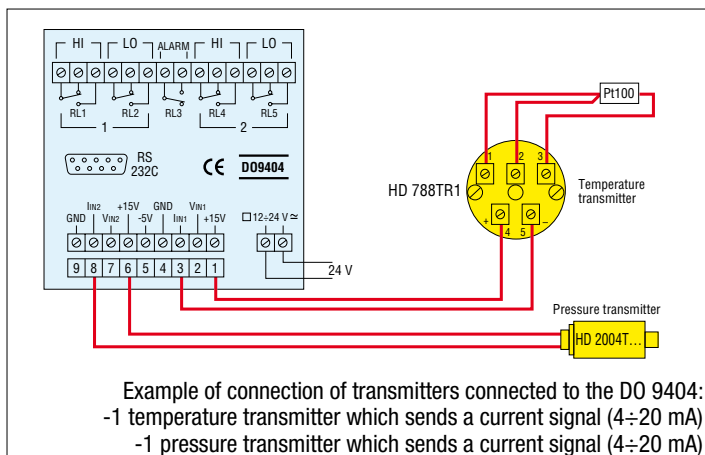 HI LO ALARM HI LO
RL1 RL2 RL3 RL4 RL5
1 2
RS
232C
CE DO9404
IIN2 +15V GND VIN1
GND VIN2 -5V IIN1 +15V
12÷24 V ≃
9 8 7 6 5 4 3 2 1
24 V
Pt100
1 2 3
HD 788TR1
Temperature
transmitter
+ 4 5 –
Pressure transmitter
HD 2004T...
Example of connection of transmitters connected to the DO 9404:
-1 temperature transmitter which sends a current signal (4÷20 mA)
-1 pressure transmitter which sends a current signal (4÷20 mA)